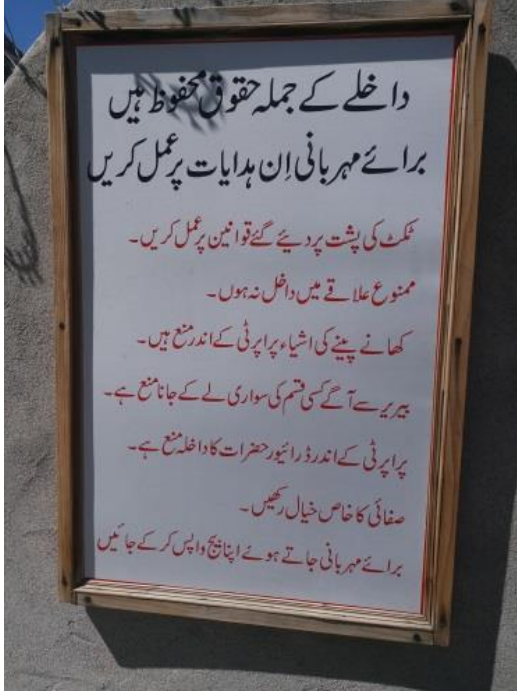 داخلے کے جملہ حقوق محفوظ ہیں
برائے مہربانی اِن ہدایات پر عمل کریں
ٹکٹ کی پشت پر دیئے گئے قوانین پر عمل کریں۔
ممنوع علاقے میں داخل نہ ہوں۔
کھانے پینے کی اشیاء پراپرٹی کے اندر منع ہیں۔
بیریر سے آگے کسی قسم کی سواری لے کے جانا منع ہے۔
پراپرٹی کے اندر ڈرائیور حضرات کا داخلہ منع ہے۔
صفائی کا خاص خیال رکھیں۔
برائے مہربانی جاتے ہوئے اپنا بیج واپس کر کے جائیں